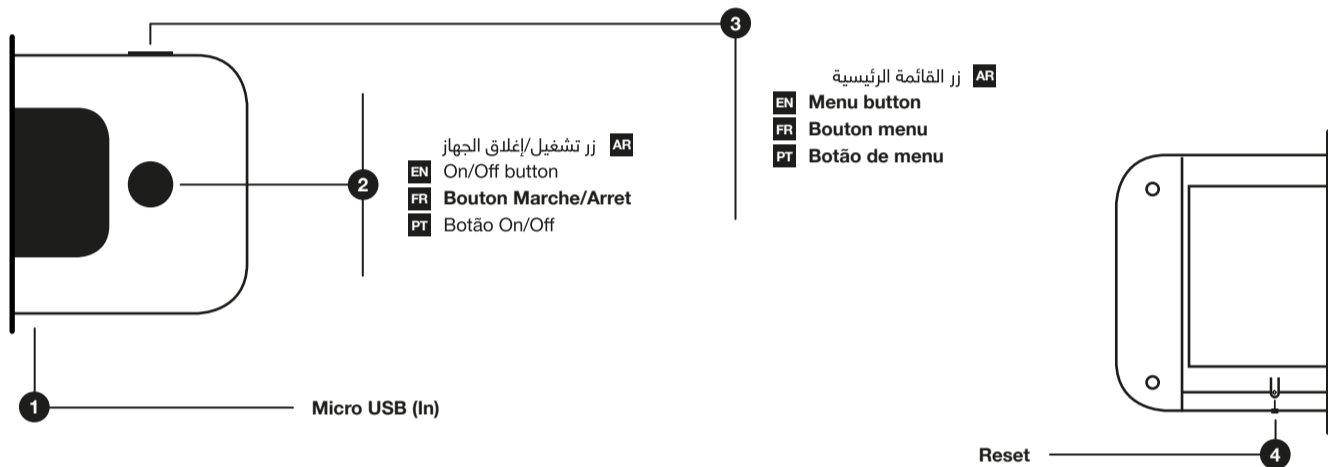 3
AR زر القائمة الرئيسية
EN Menu button
FR Bouton menu
PT Botão de menu
AR زر تشغيل/إغلاق الجهاز
EN On/Off button
FR Bouton Marche/Arret
PT Botão On/Off
2
1 Micro USB (In)
Reset 4